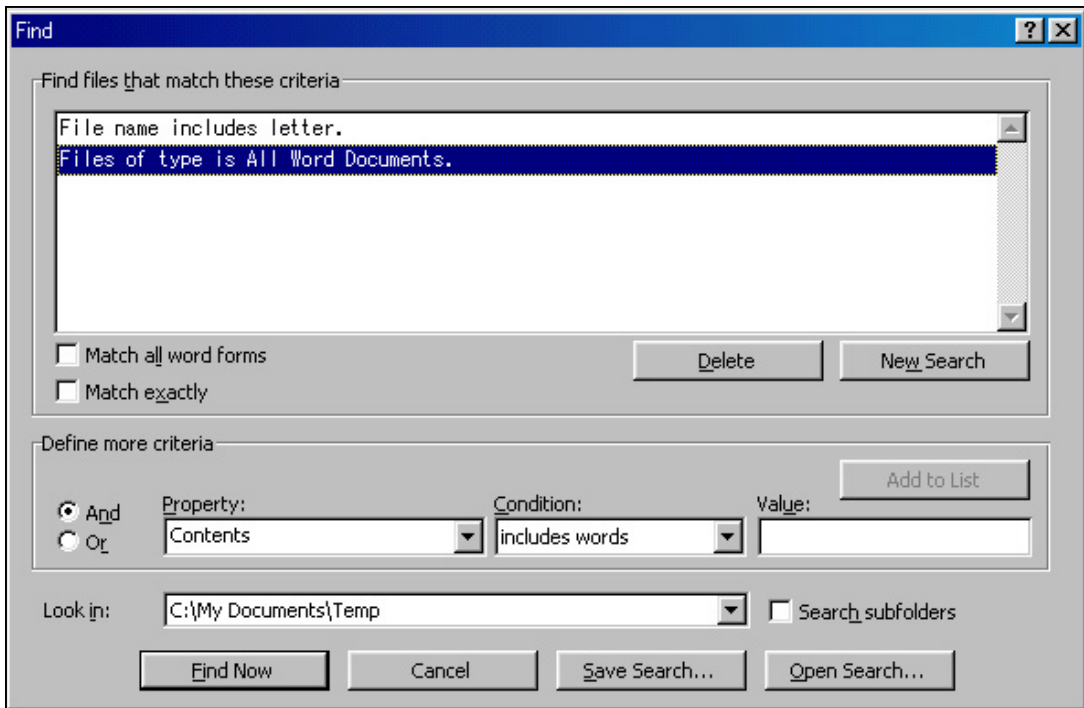 Find
Find files that match these criteria
File name includes letter.
Files of type is All Word Documents.
Match all word forms
Delete
New Search
Match exactly
Define more criteria
Add to List
And
Property:
Condition:
Value:
Or
Contents
includes words
Look in:
C:\My Documents\Temp
Search subfolders
Find Now
Cancel
Save Search...
Open Search...